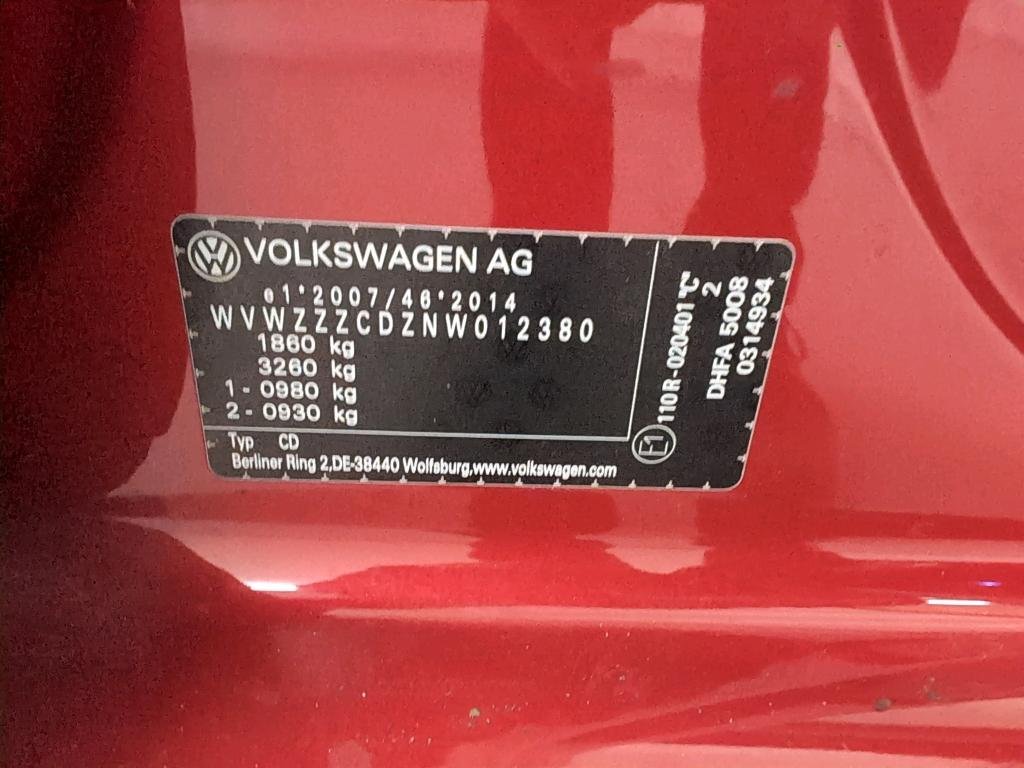 VOLKSWAGEN AG
e1*2007/46*2014
WVWZZZCDZNW012380
1860 kg
3260 kg
1 - 0980 kg
2 - 0930 kg
Typ CD
Berliner Ring 2,DE-38440 Wolfsburg,www.volkswagen.com
E1
110R-020401 "C"
2
DHFA 5008
0314934